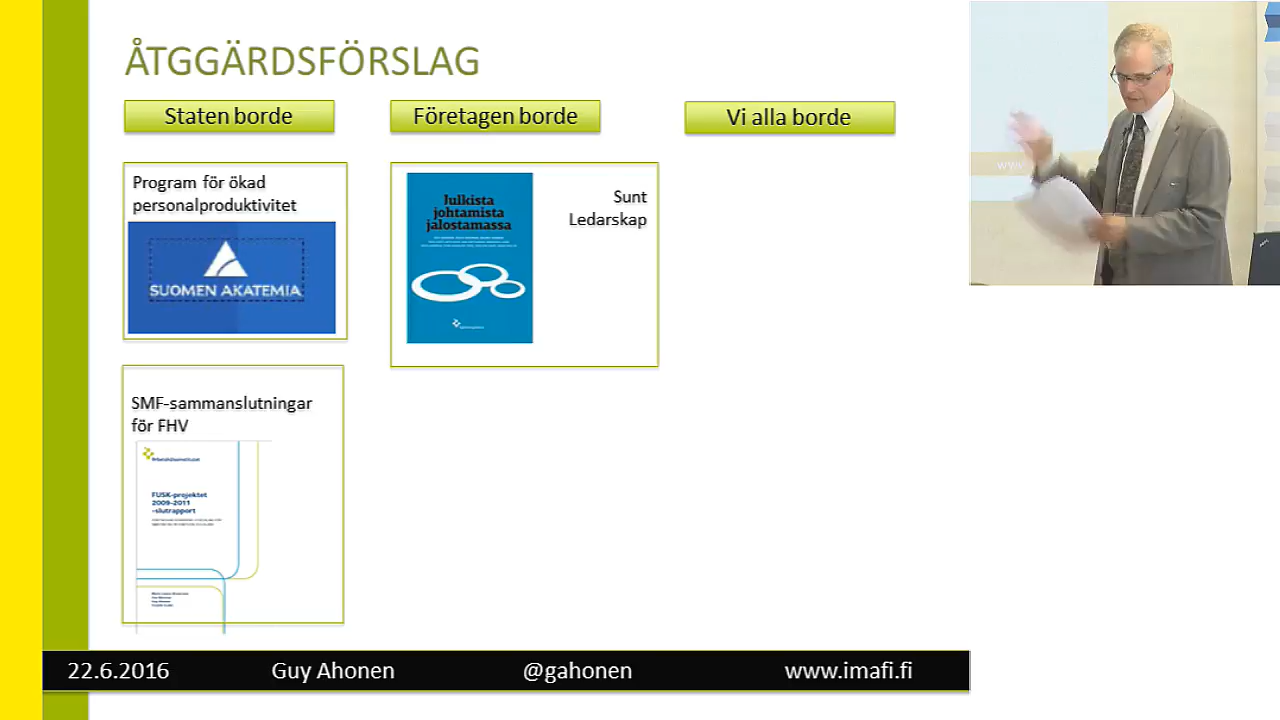 ÅTGGÄRDSFÖRSLAG
Staten borde
Företagen borde
Vi alla borde
Program för ökad
personalproduktivitet
SUOMEN AKATEMIA
Julkista
johtamista
jalostamassa
Sunt
Ledarskap
SMF-sammanslutningar
för FHV
FUSK-projektet
2009-2011
-slutrapport
22.6.2016
Guy Ahonen
@gahonen
www.imafi.fi